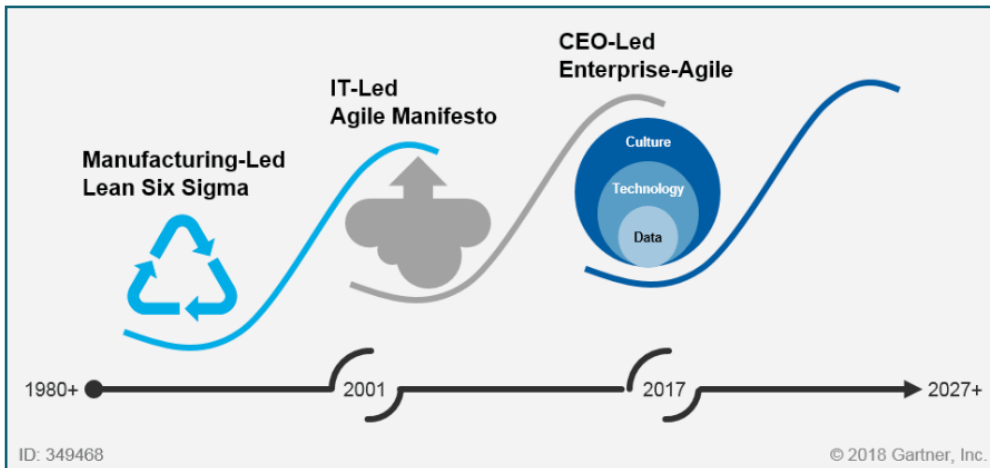 CEO-Led
Enterprise-Agile
IT-Led
Agile Manifesto
Manufacturing-Led
Lean Six Sigma
Culture
Technology
Data
1980+
2001
2017
2027+
ID: 349468
© 2018 Gartner, Inc.